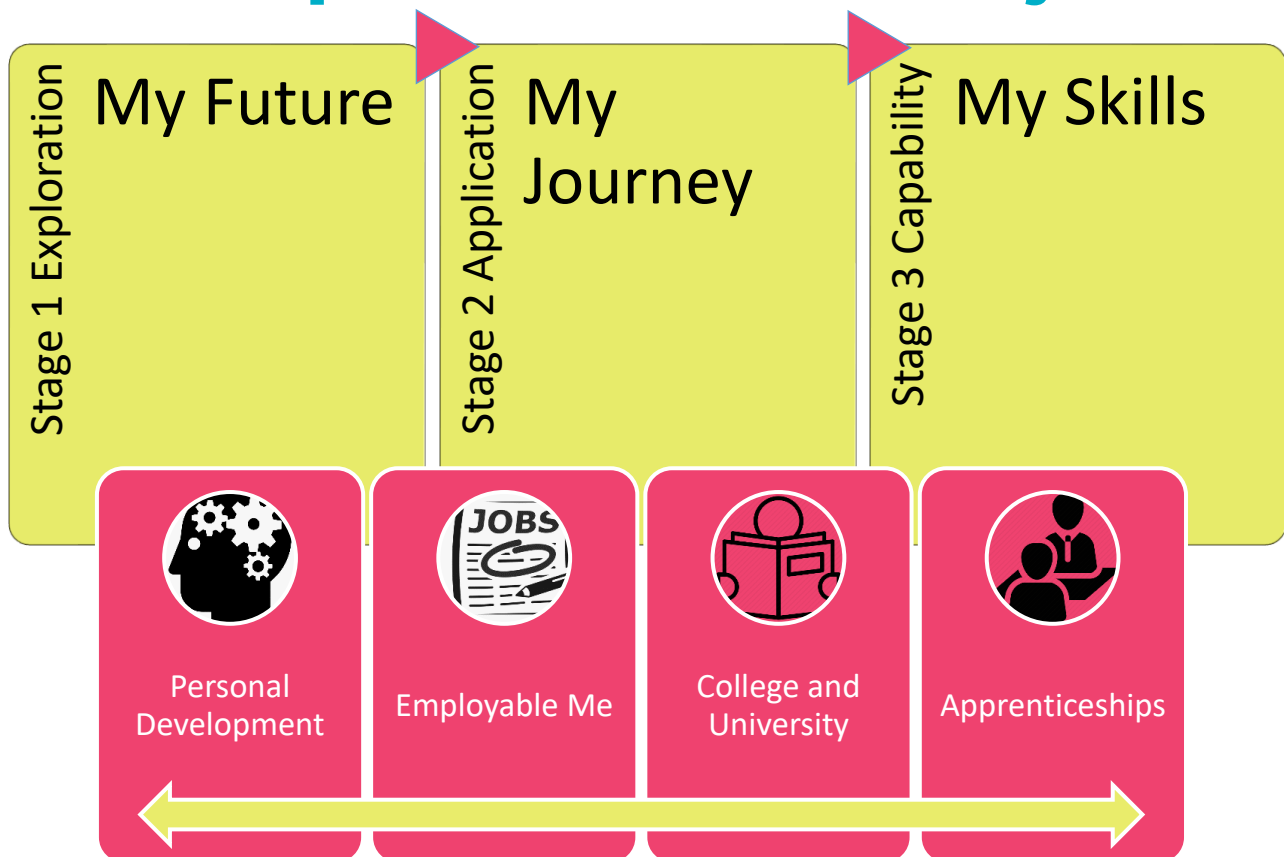 Stage 1 Exploration
My Future
Stage 2 Application
My
Journey
Stage 3 Capability
My Skills
JOBS
Personal
Development
Employable Me
College and
University
Apprenticeships